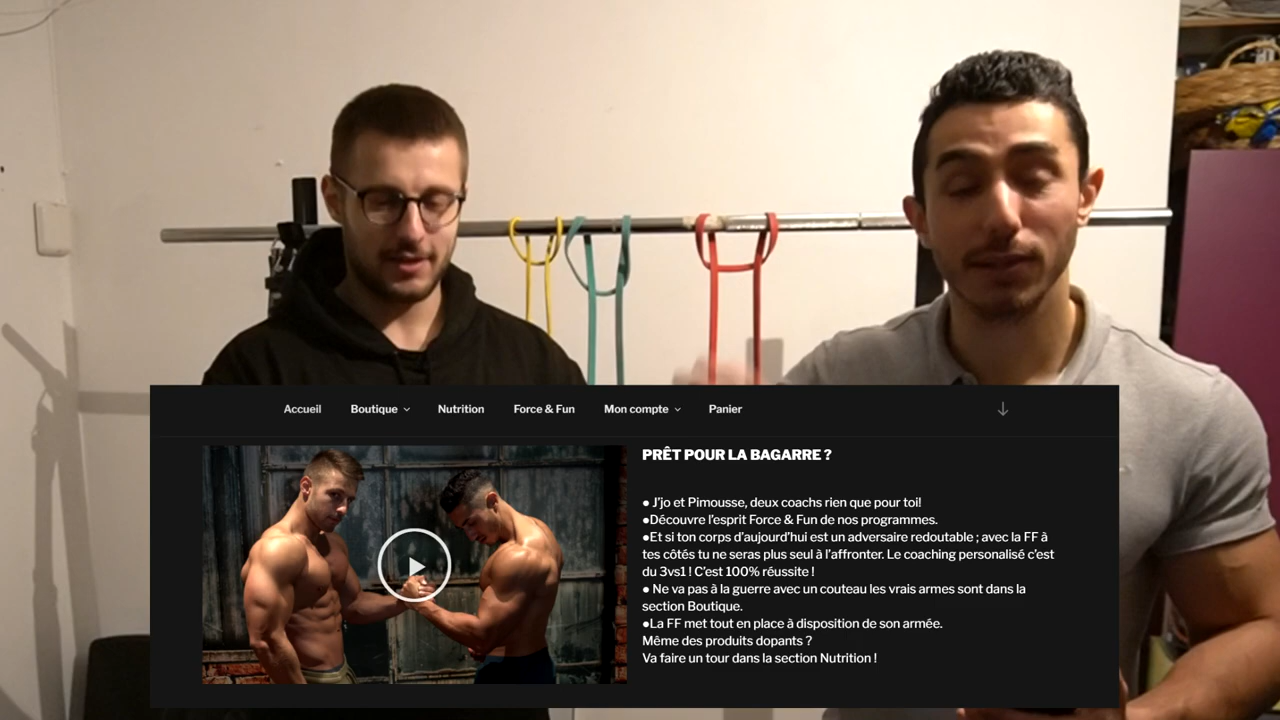 Accueil Boutique Nutrition Force & Fun Mon compte Panier
PRÊT POUR LA BAGARRE ?
● J'jo et Pimousse, deux coachs rien que pour toi!
●Découvre l'esprit Force & Fun de nos programmes.
●Et si ton corps d'aujourd'hui est un adversaire redoutable ; avec la FF à
tes côtés tu ne seras plus seul à l'affronter. Le coaching personalisé c'est
du 3vs1 ! C'est 100% réussite !
● Ne va pas à la guerre avec un couteau les vrais armes sont dans la
section Boutique.
●La FF met tout en place à disposition de son armée.
Même des produits dopants ?
Va faire un tour dans la section Nutrition !